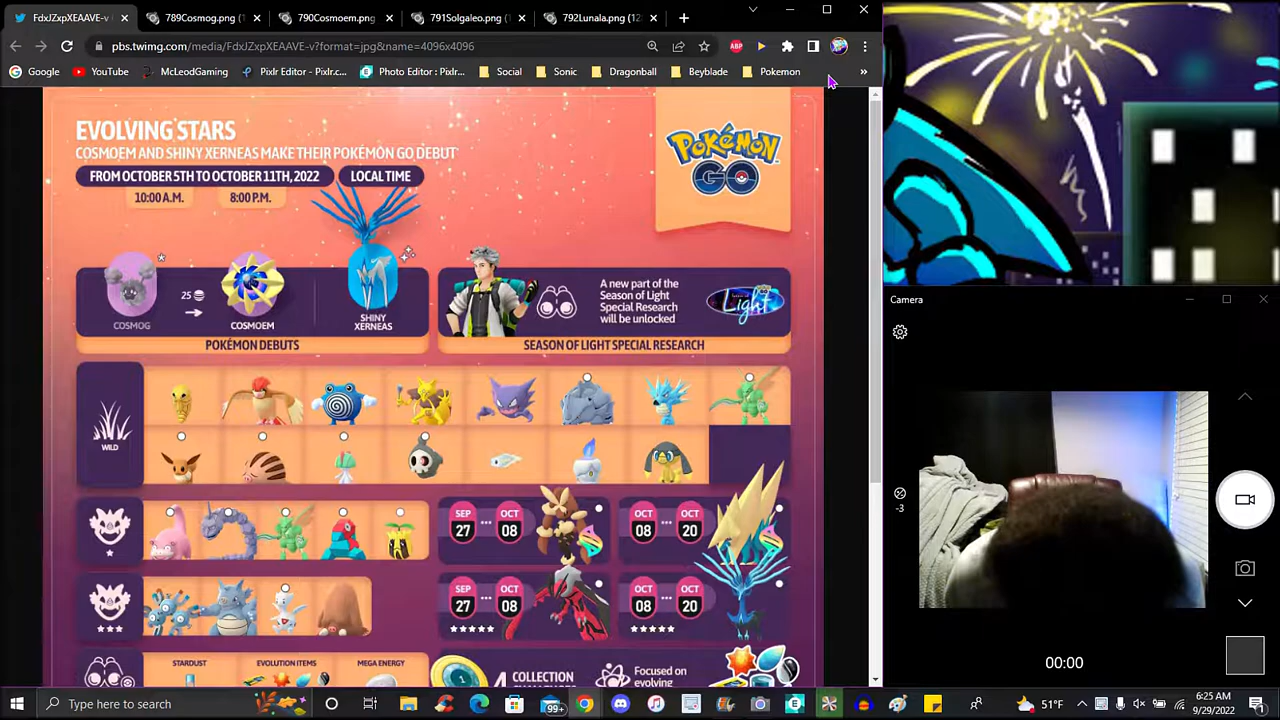 FdxJZxpXEAAVE-v
789Cosmog.png
790Cosmoem.png
791Solgaleo.png
792Lunala.png (12
pbs.twimg.com/media/FdxJZxpXEAAVE-v?format=jpg&name=4096x4096
ABP
Google YouTube McLeodGaming Pixlr Editor - Pixlr.c... Photo Editor : Pixlr... Social Sonic Dragonball Beyblade Pokemon »
EVOLVING STARS
COSMOEM AND SHINY XERNEAS MAKE THEIR POKÉMON GO DEBUT
FROM OCTOBER 5TH TO OCTOBER 11TH, 2022 LOCAL TIME
10:00 A.M. 8:00 P.M.
POKÉMON
GO
COSMOG
25
COSMOEM
SHINY
XERNEAS
POKÉMON DEBUTS
A new part of the
Season of Light
Special Research
will be unlocked
Light
SEASON OF LIGHT SPECIAL RESEARCH
WILD
SEP
27
OCT
08
OCT
08
OCT
20
SEP
27
OCT
08
OCT
08
OCT
20
STARDUST
EVOLUTION ITEMS
MEGA ENERGY
4 COLLECTION
Focused on
evolving
Camera
-3
00:00
Type here to search
99+
51°F
6:25 AM
9/29/2022